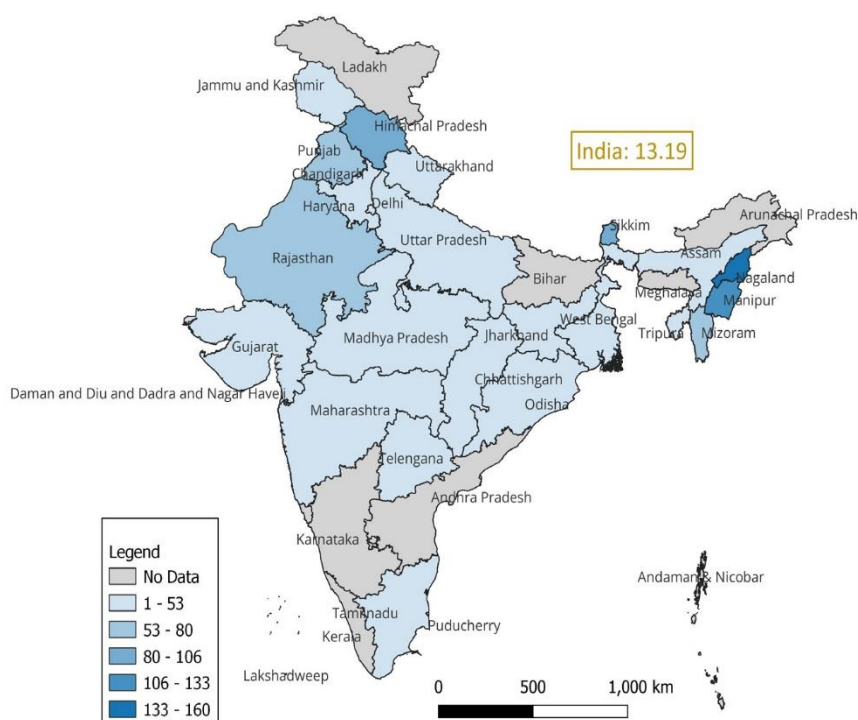 Ladakh
Jammu and Kashmir
Himachal Pradesh
Punjab
Chandigarh
Uttarakhand
India: 13.19
Haryana
Delhi
Arunachal Pradesh
Sikkim
Uttar Pradesh
Assam
Rajasthan
Bihar
Nagaland
Meghalaya
Manipur
West Bengal
Madhya Pradesh
Jharkhand
Tripura
Mizoram
Gujarat
Chhattishgarh
Daman and Diu and Dadra and Nagar Haveli
Maharashtra
Odisha
Telengana
Andhra Pradesh
Karnataka
Andaman & Nicobar
Tamilnadu
Puducherry
Kerala
Lakshadweep
Legend
No Data
1 - 53
53 - 80
80 - 106
106 - 133
133 - 160
0 500 1,000 km